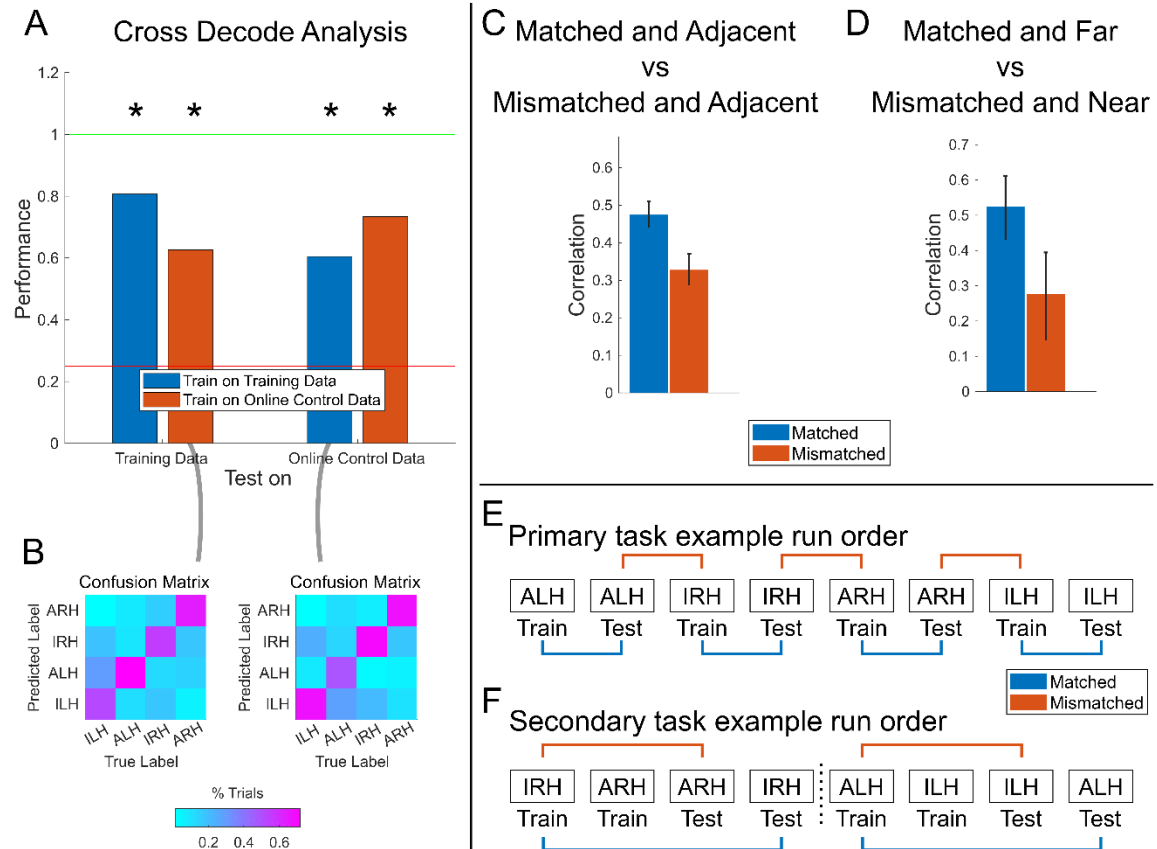 A
Cross Decode Analysis
1.2
1
0.8
0.6
0.4
0.2
0
Performance
* * * *
Train on Training Data
Train on Online Control Data
Training Data Online Control Data
Test on
B
Confusion Matrix
Predicted Label
ARH
IRH
ALH
ILH
ILH ALH IRH ARH
True Label
Confusion Matrix
Predicted Label
ARH
IRH
ALH
ILH
ILH ALH IRH ARH
True Label
% Trials
0.2 0.4 0.6
C
Matched and Adjacent
vs
Mismatched and Adjacent
0.6
0.5
0.4
0.3
0.2
0.1
0
Correlation
D
Matched and Far
vs
Mismatched and Near
0.7
0.6
0.5
0.4
0.3
0.2
0.1
0
Correlation
Matched
Mismatched
E
Primary task example run order
ALH ALH IRH IRH ARH ARH ILH ILH
Train Test Train Test Train Test Train Test
Matched
Mismatched
F
Secondary task example run order
IRH ARH ARH IRH ALH ILH ILH ALH
Train Train Test Test Train Train Test Test